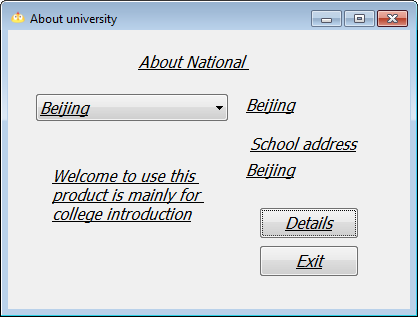 About university
About National
Beijing
Beijing
School address
Beijing
Welcome to use this
product is mainly for
college introduction
Details
Exit